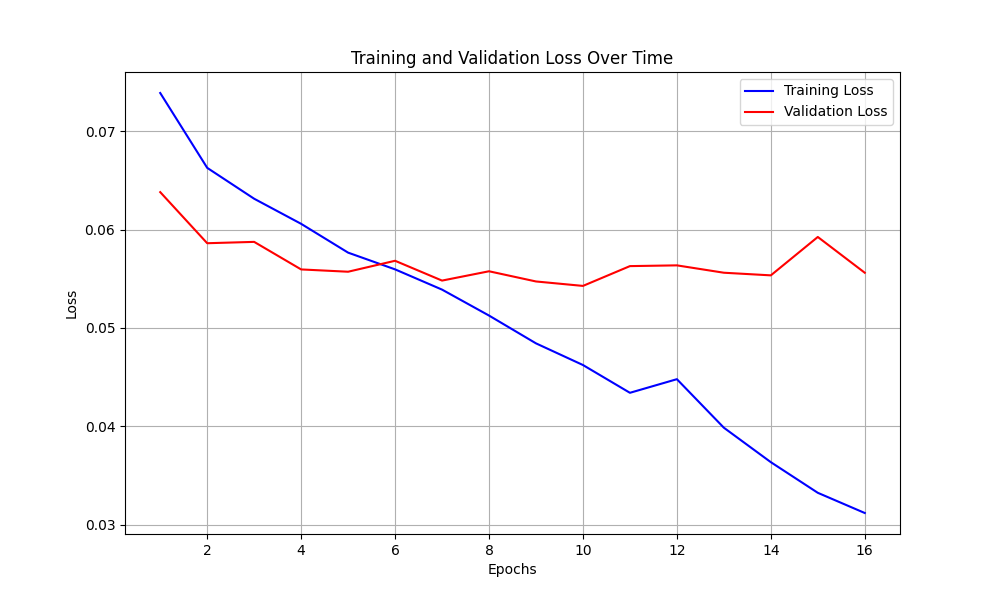 Training and Validation Loss Over Time
Training Loss
Validation Loss
0.07
0.06
0.05
0.04
0.03
Loss
2 4 6 8 10 12 14 16
Epochs